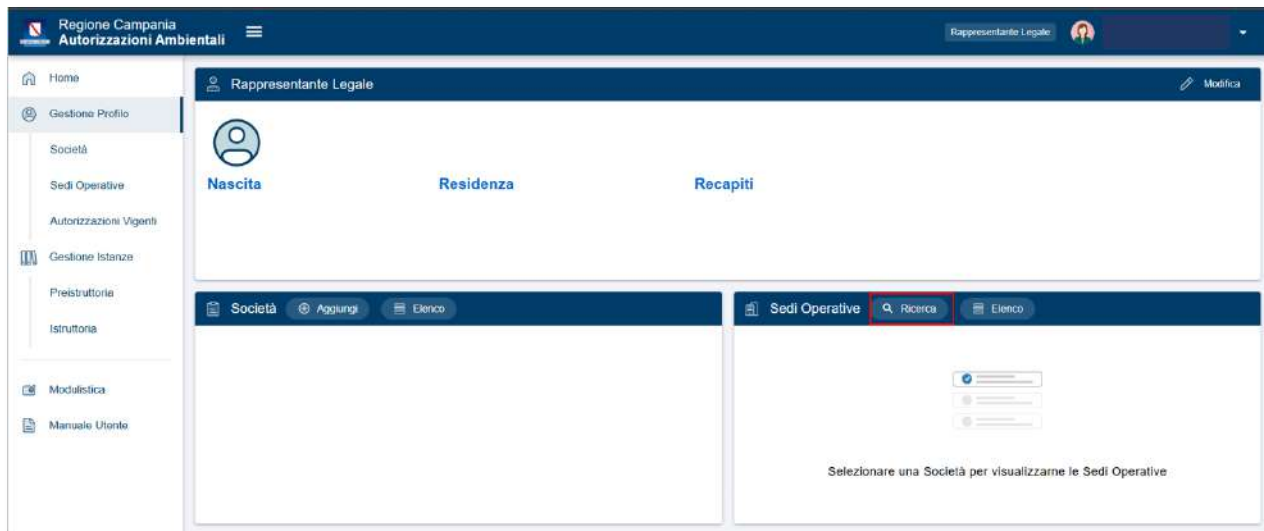 Regione Campania
Autorizzazioni Ambientali
Rappresentante Legale
Home
Gestione Profilo
Società
Sedi Operative
Autorizzazioni Vigenti
Gestione Istanze
Preistruttoria
Istruttoria
Modulistica
Manuale Utente
Rappresentante Legale
Modifica
Nascita Residenza Recapiti
Società Aggiungi Elenco
Sedi Operative Ricerca Elenco
Selezionare una Società per visualizzarne le Sedi Operative